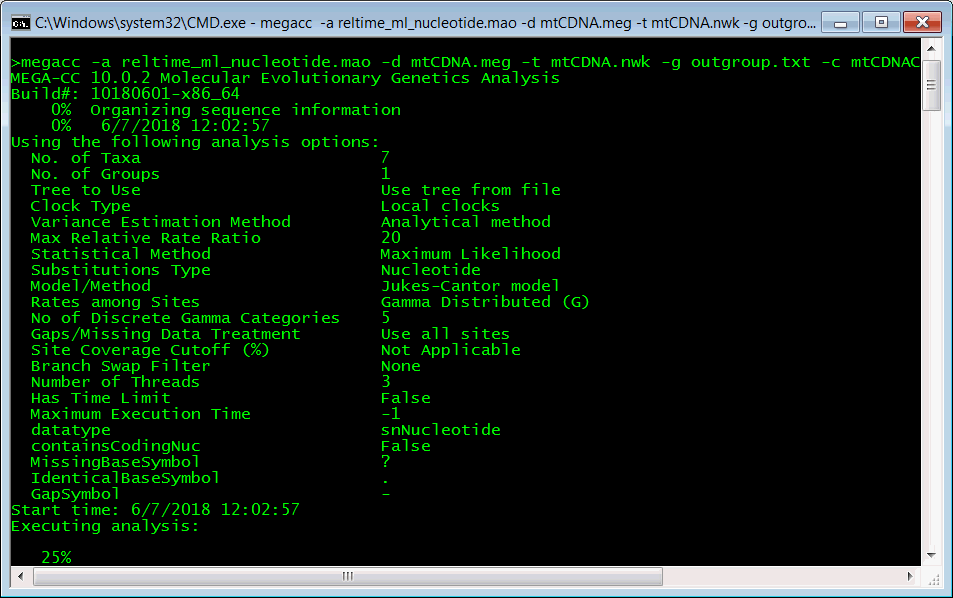 C:\Windows\system32\CMD.exe - megacc -a reltime_ml_nucleotide.mao -d mtCDNA.meg -t mtCDNA.nwk -g outgro...
>megacc -a reltime_ml_nucleotide.mao -d mtCDNA.meg -t mtCDNA.nwk -g outgroup.txt -c mtCDNAC
MEGA-CC 10.0.2 Molecular Evolutionary Genetics Analysis
Build#: 10180601-x86_64
0% Organizing sequence information
0% 6/7/2018 12:02:57
Using the following analysis options:
No. of Taxa 7
No. of Groups 1
Tree to Use Use tree from file
Clock Type Local clocks
Variance Estimation Method Analytical method
Max Relative Rate Ratio 20
Statistical Method Maximum Likelihood
Substitutions Type Nucleotide
Model/Method Jukes-Cantor model
Rates among Sites Gamma Distributed (G)
No of Discrete Gamma Categories 5
Gaps/Missing Data Treatment Use all sites
Site Coverage Cutoff (%) Not Applicable
Branch Swap Filter None
Number of Threads 3
Has Time Limit False
Maximum Execution Time -1
datatype snNucleotide
containsCodingNuc False
MissingBaseSymbol ?
IdenticalBaseSymbol .
GapSymbol -
Start time: 6/7/2018 12:02:57
Executing analysis:
25%